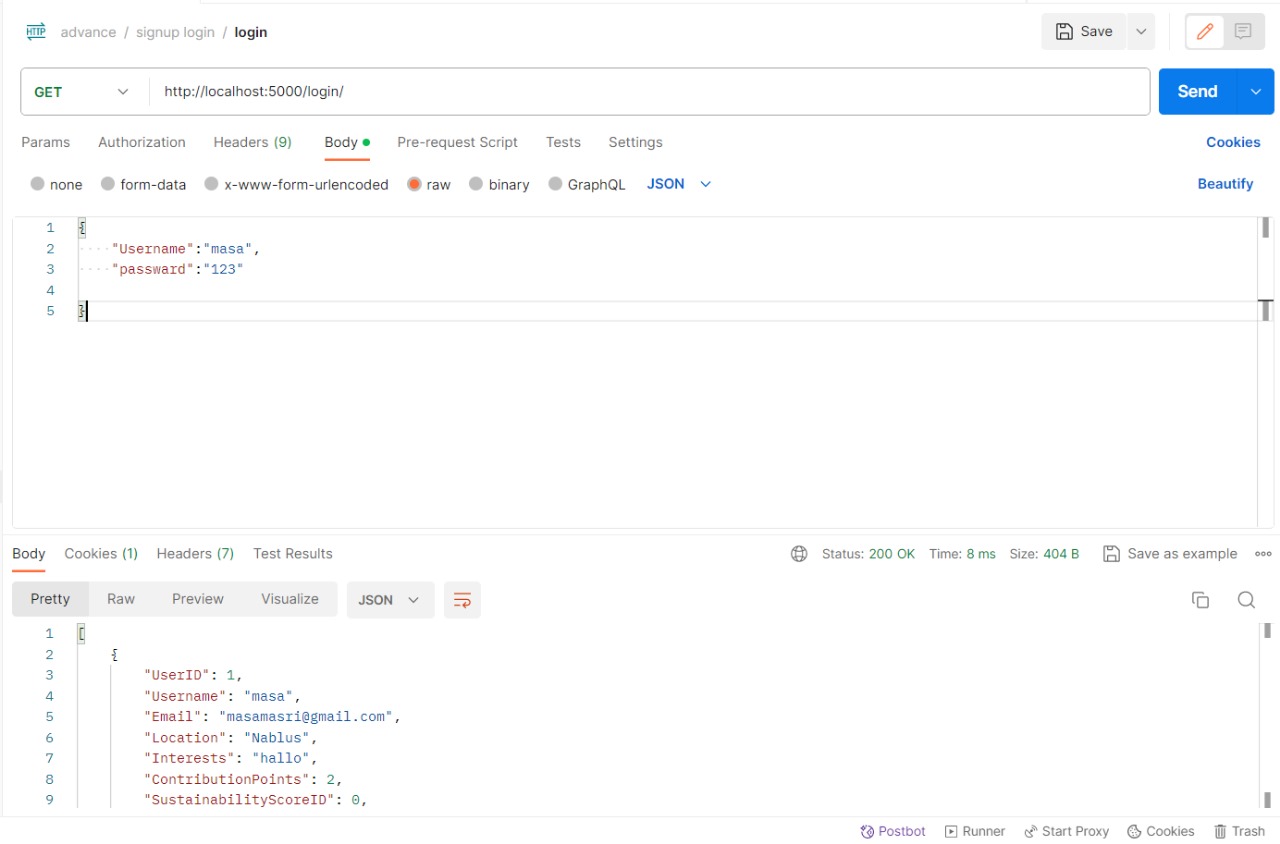 HTTP advance / signup login / login Save
GET http://localhost:5000/login/ Send
Params Authorization Headers (9) Body Pre-request Script Tests Settings Cookies
none form-data x-www-form-urlencoded raw binary GraphQL JSON Beautify
1 {
2 ····"Username":"masa",
3 ····"passward":"123"
4
5 }
Body Cookies (1) Headers (7) Test Results Status: 200 OK Time: 8 ms Size: 404 B Save as example
Pretty Raw Preview Visualize JSON
1 [
2 {
3 "UserID": 1,
4 "Username": "masa",
5 "Email": "masamasri@gmail.com",
6 "Location": "Nablus",
7 "Interests": "hallo",
8 "ContributionPoints": 2,
9 "SustainabilityScoreID": 0,
Postbot Runner Start Proxy Cookies Trash